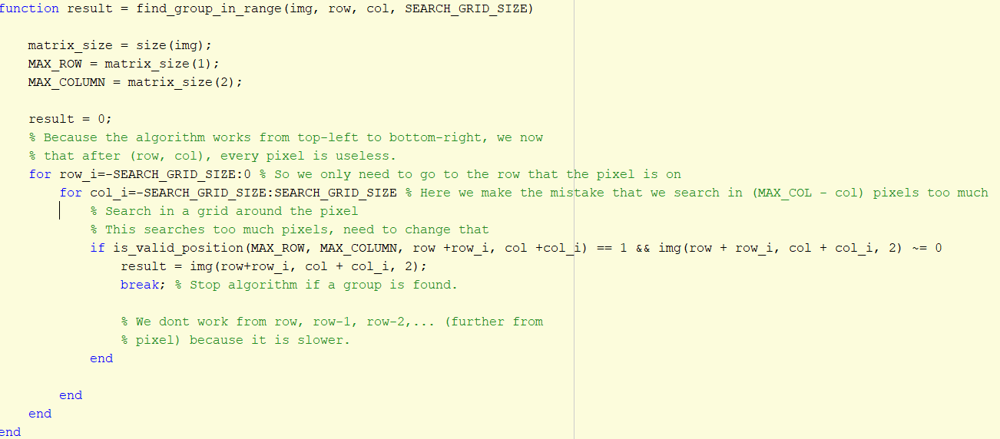 function result = find_group_in_range(img, row, col, SEARCH_GRID_SIZE)
matrix_size = size(img);
MAX_ROW = matrix_size(1);
MAX_COLUMN = matrix_size(2);
result = 0;
% Because the algorithm works from top-left to bottom-right, we now
% that after (row, col), every pixel is useless.
for row_i=-SEARCH_GRID_SIZE:0 % So we only need to go to the row that the pixel is on
for col_i=-SEARCH_GRID_SIZE:SEARCH_GRID_SIZE % Here we make the mistake that we search in (MAX_COL - col) pixels too much
% Search in a grid around the pixel
% This searches too much pixels, need to change that
if is_valid_position(MAX_ROW, MAX_COLUMN, row +row_i, col +col_i) == 1 && img(row + row_i, col + col_i, 2) ~= 0
result = img(row+row_i, col + col_i, 2);
break; % Stop algorithm if a group is found.
% We dont work from row, row-1, row-2,... (further from
% pixel) because it is slower.
end
end
end
end